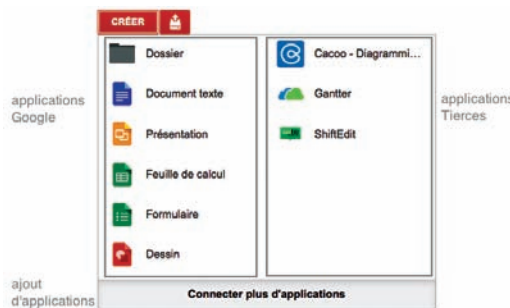 CRÉER
applications
Google
Dossier
Document texte
Présentation
Feuille de calcul
Formulaire
Dessin
Cacoo - Diagrammi...
Gantter
ShiftEdit
applications
Tierces
ajout
d'applications
Connecter plus d'applications